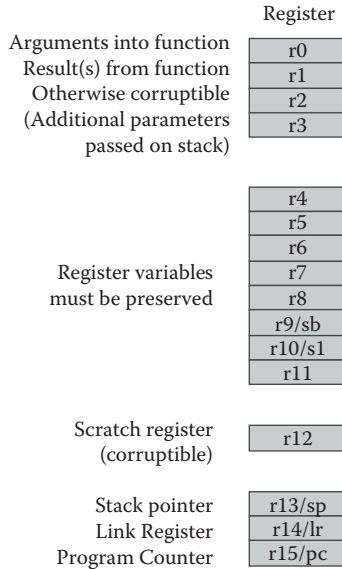 Register
Arguments into function
Result(s) from function
Otherwise corruptible
(Additional parameters
passed on stack)
r0
r1
r2
r3
Register variables
must be preserved
r4
r5
r6
r7
r8
r9/sb
r10/s1
r11
Scratch register
(corruptible)
r12
Stack pointer
r13/sp
Link Register
r14/lr
Program Counter
r15/pc